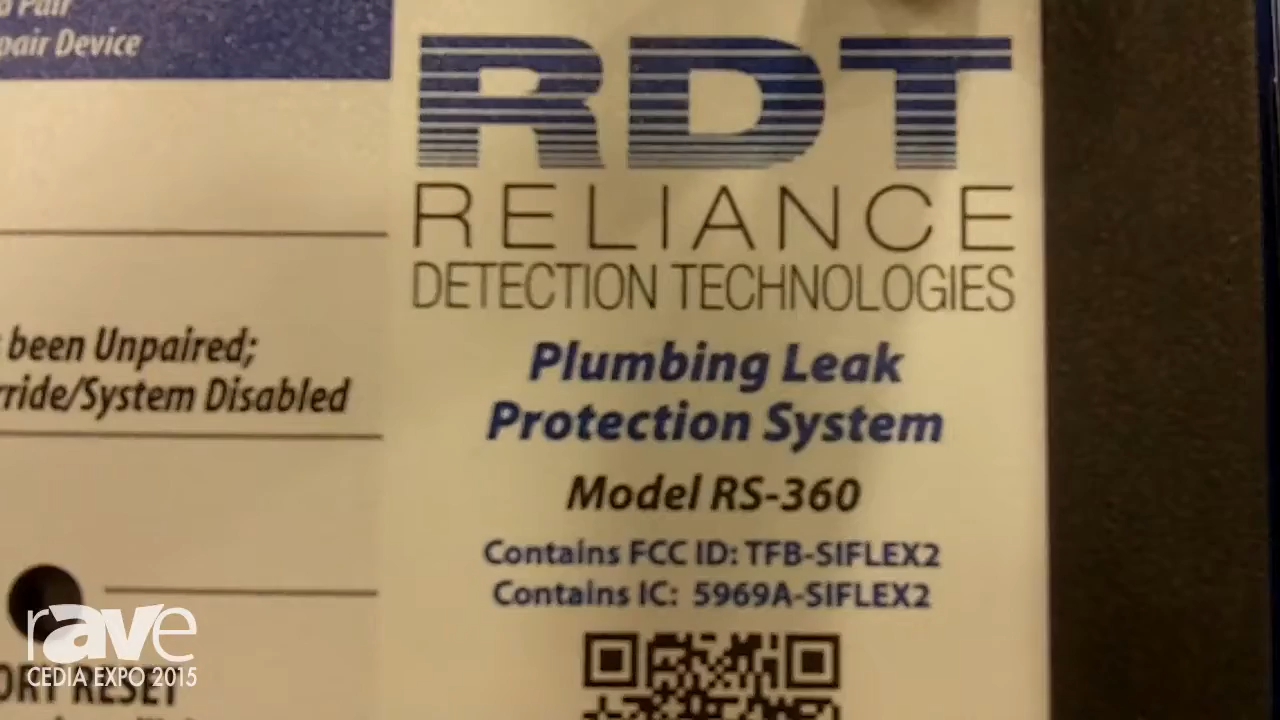 Pair
pair Device
been Unpaired;
/System Disabled
RESET
RDT
RELIANCE
DETECTION TECHNOLOGIES
Plumbing Leak
Protection System
Model RS-360
Contains FCC ID: TFB-SIFLEX2
Contains IC: 5969A-SIFLEX2
rAVe
CEDIA EXPO 2015